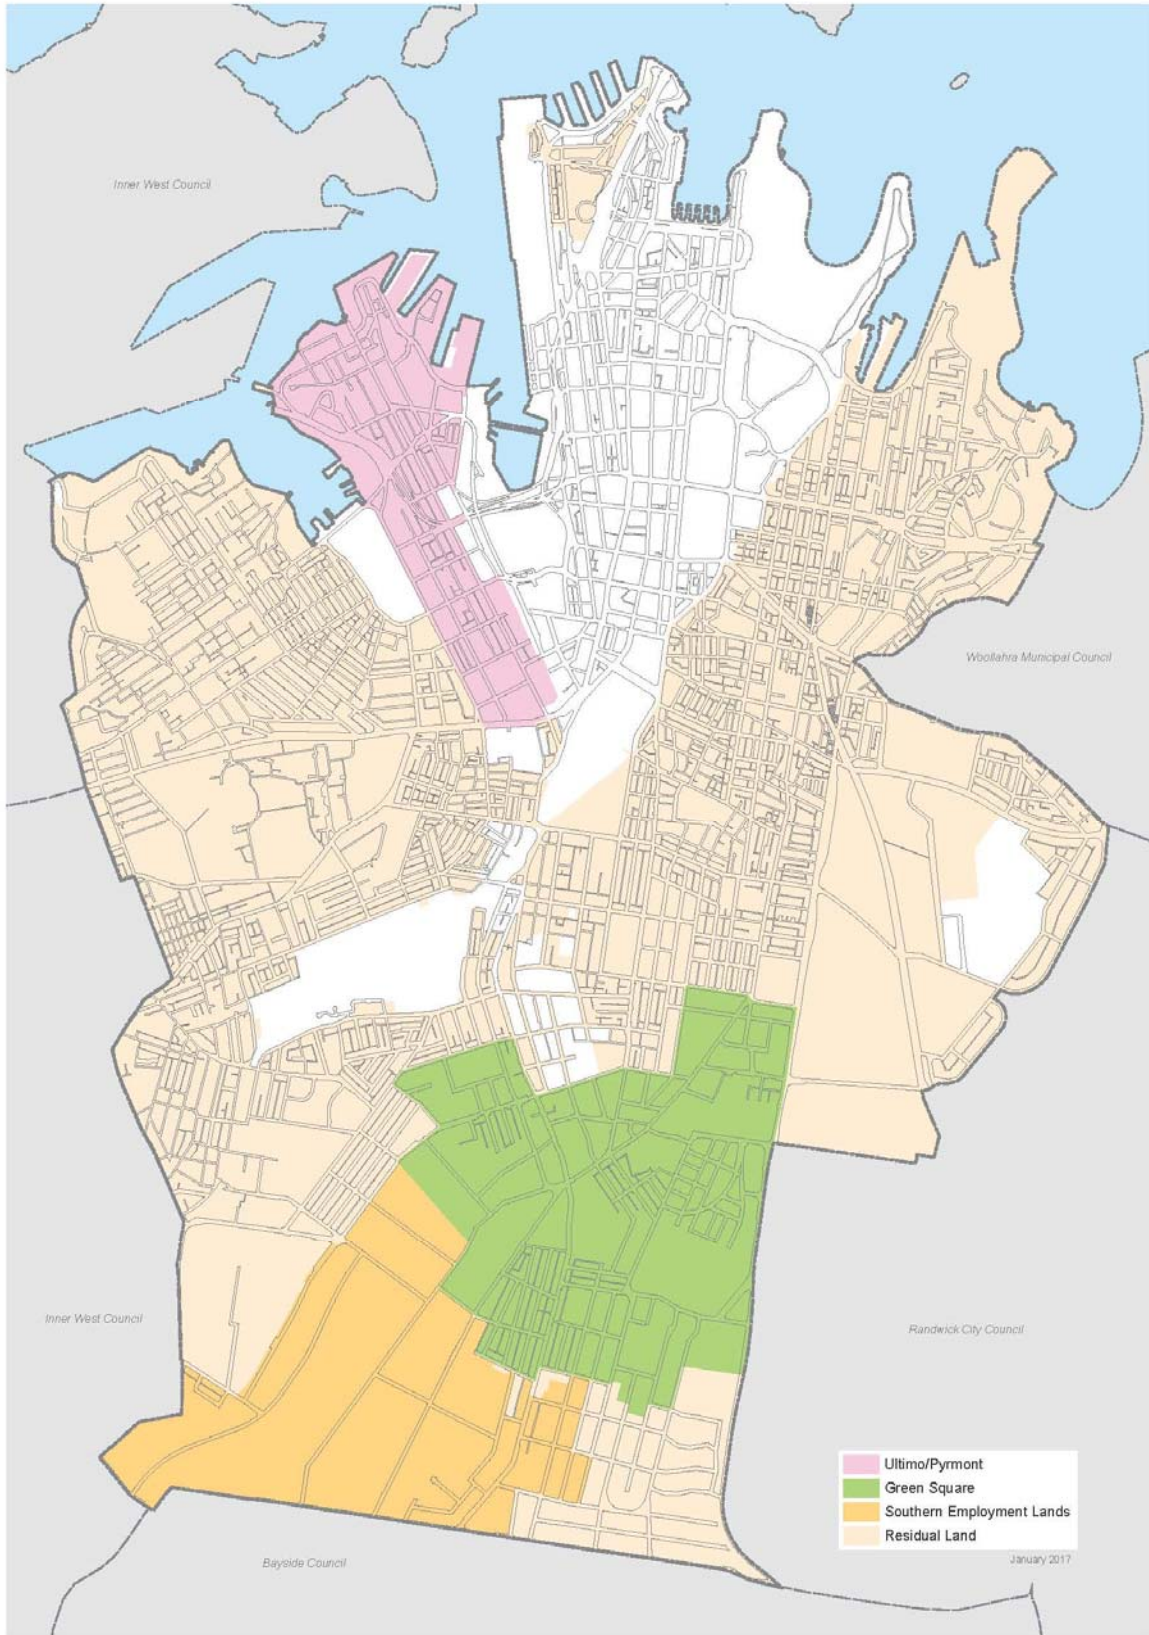 Inner West Council
Woollahra Municipal Council
Inner West Council
Randwick City Council
Ultimo/Pyrmont
Green Square
Southern Employment Lands
Residual Land
January 2017
Bayside Council